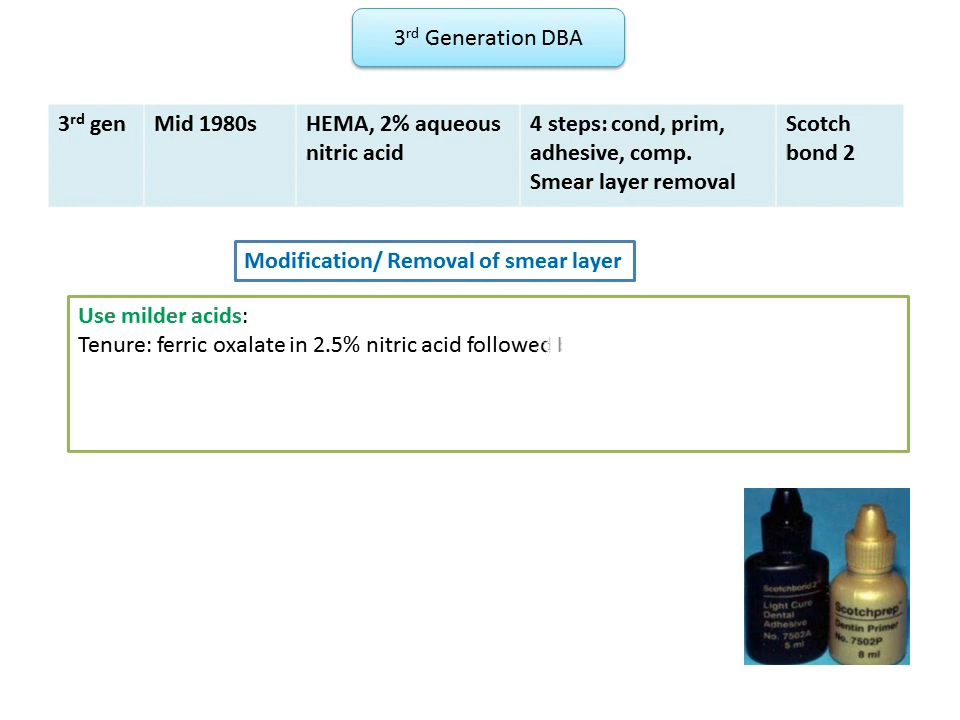 3rd Generation DBA
3rd gen
Mid 1980s
HEMA, 2% aqueous
nitric acid
4 steps: cond, prim,
adhesive, comp.
Smear layer removal
Scotch
bond 2
Modification/ Removal of smear layer
Use milder acids:
Tenure: ferric oxalate in 2.5% nitric acid followed
Scotchbond 2
Light Cure
Dental
Adhesive
No. 7502A
5 ml
Scotchprep
Dentin Primer
No. 7502P
8 ml